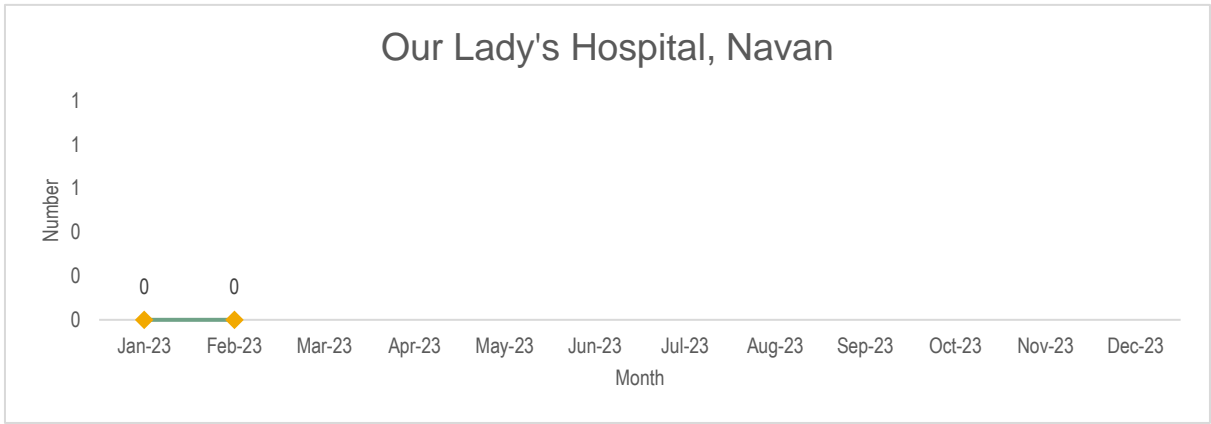 Our Lady's Hospital, Navan
1
1
1
0
0
0
Number
0 0
Jan-23 Feb-23 Mar-23 Apr-23 May-23 Jun-23 Jul-23 Aug-23 Sep-23 Oct-23 Nov-23 Dec-23
Month